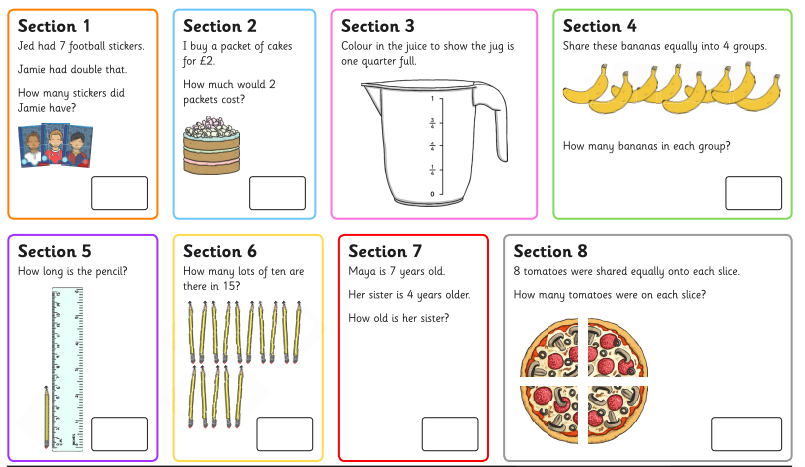 Section 1
Jed had 7 football stickers.
Jamie had double that.
How many stickers did
Jamie have?
Section 2
I buy a packet of cakes
for £2.
How much would 2
packets cost?
Section 3
Colour in the juice to show the jug is
one quarter full.
1
3/4
2/4
1/4
0
Section 4
Share these bananas equally into 4 groups.
How many bananas in each group?
Section 5
How long is the pencil?
Section 6
How many lots of ten are
there in 15?
Section 7
Maya is 7 years old.
Her sister is 4 years older.
How old is her sister?
Section 8
8 tomatoes were shared equally onto each slice.
How many tomatoes were on each slice?